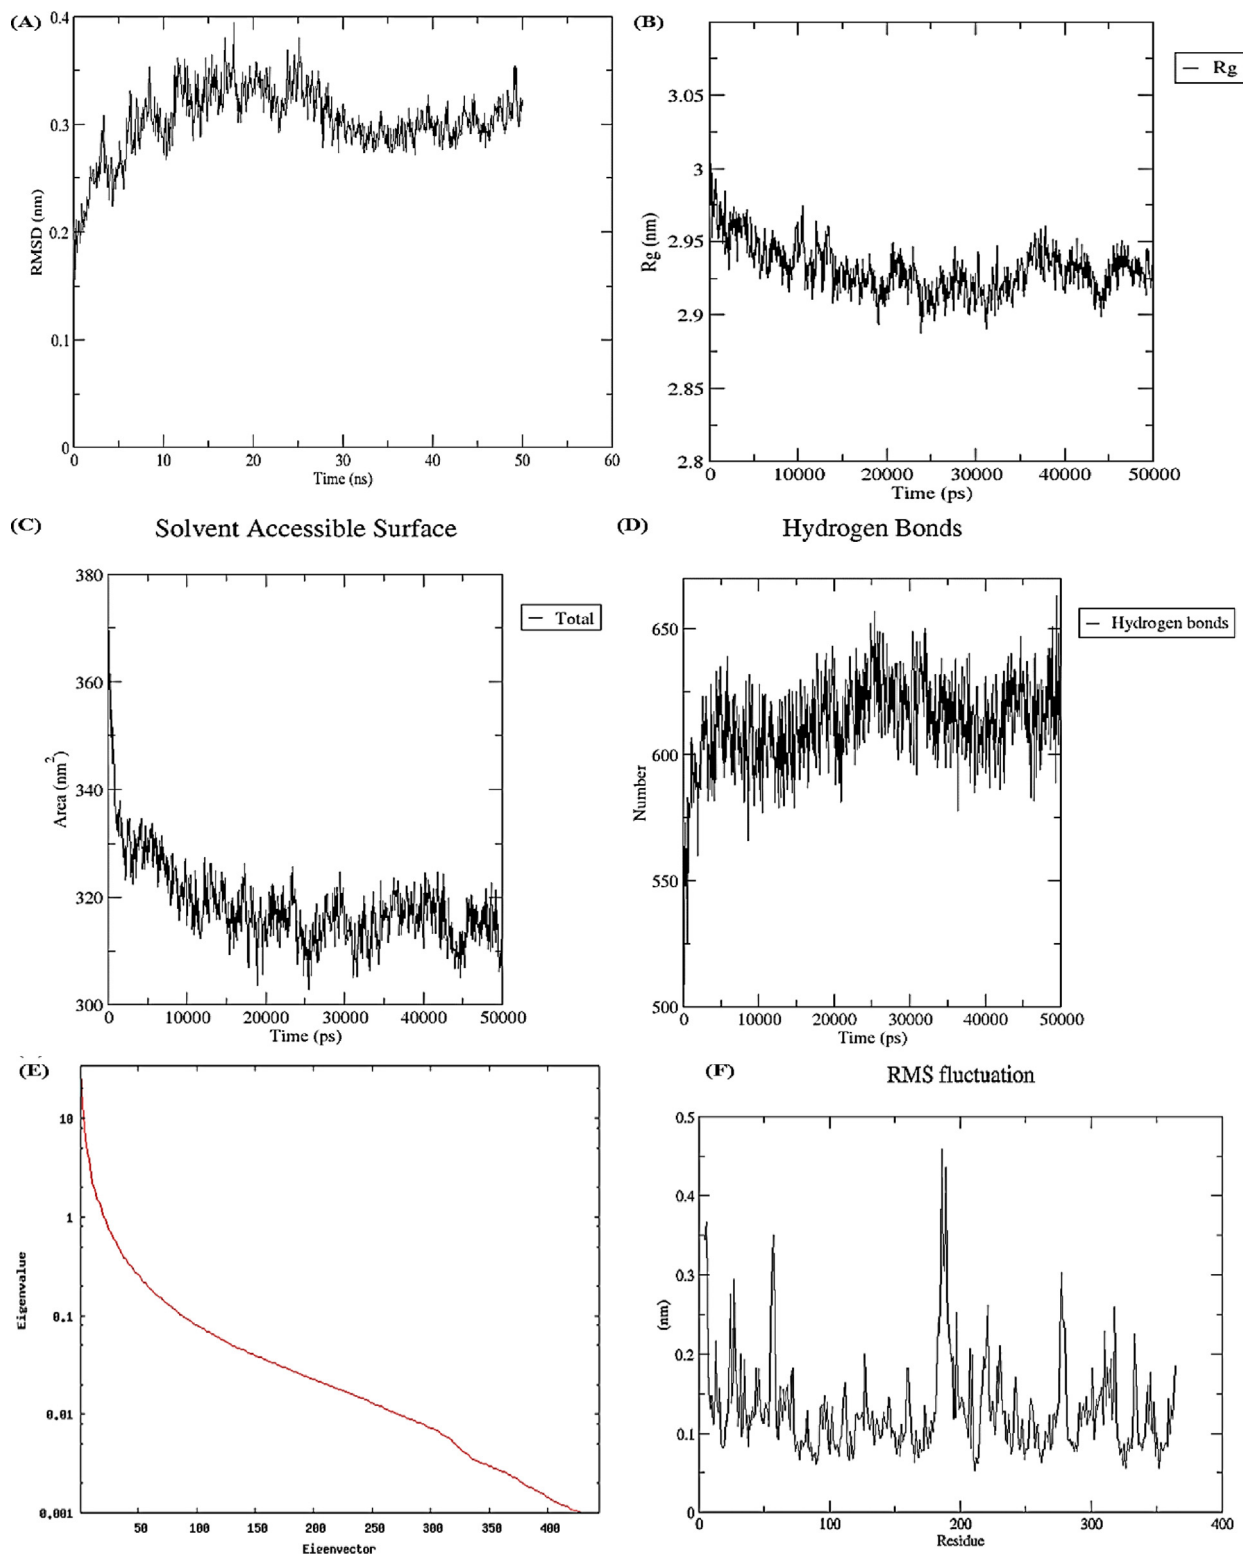 (A)
0.4
0.3
0.2
0.1
0
RMSD (nm)
0 10 20 30 40 50 60
Time (ns)
(B)
Rg
3.05
3
2.95
2.9
2.85
2.8
Rg (nm)
0 10000 20000 30000 40000 50000
Time (ps)
(C)
Solvent Accessible Surface
Total
380
360
340
320
300
Area (nm²)
0 10000 20000 30000 40000 50000
Time (ps)
(D)
Hydrogen Bonds
Hydrogen bonds
650
600
550
500
Number
0 10000 20000 30000 40000 50000
Time (ps)
(E)
10
1
0.1
0.01
0.001
Eigenvalue
50 100 150 200 250 300 350 400
Eigenvector
(F)
RMS fluctuation
0.5
0.4
0.3
0.2
0.1
0
(nm)
0 100 200 300 400
Residue